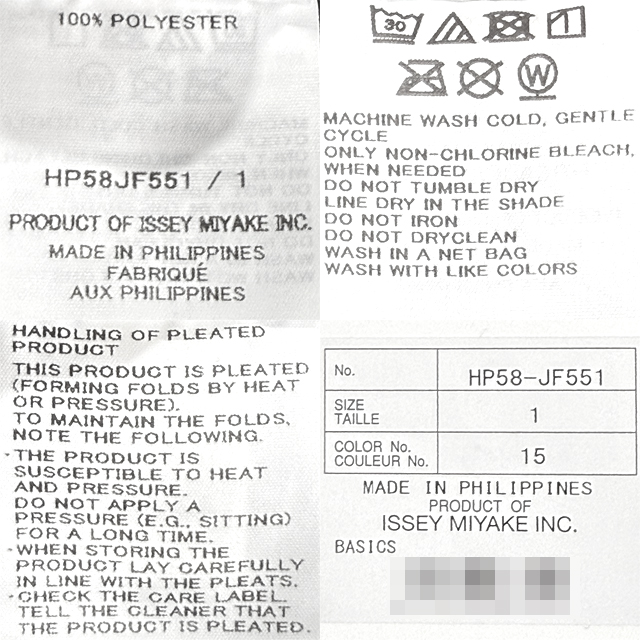 100% POLYESTER
HP58JF551 / 1
PRODUCT OF ISSEY MIYAKE INC.
MADE IN PHILIPPINES
FABRIQUÉ
AUX PHILIPPINES
30
W
MACHINE WASH COLD, GENTLE
CYCLE
ONLY NON-CHLORINE BLEACH,
WHEN NEEDED
DO NOT TUMBLE DRY
LINE DRY IN THE SHADE
DO NOT IRON
DO NOT DRYCLEAN
WASH IN A NET BAG
WASH WITH LIKE COLORS
HANDLING OF PLEATED
PRODUCT
THIS PRODUCT IS PLEATED
(FORMING FOLDS BY HEAT
OR PRESSURE).
TO MAINTAIN THE FOLDS,
NOTE THE FOLLOWING.
・THE PRODUCT IS
SUSCEPTIBLE TO HEAT
AND PRESSURE.
DO NOT APPLY A
PRESSURE (E.G., SITTING)
FOR A LONG TIME.
・WHEN STORING THE
PRODUCT LAY CAREFULLY
IN LINE WITH THE PLEATS.
・CHECK THE CARE LABEL.
TELL THE CLEANER THAT
THE PRODUCT IS PLEATED.
No. HP58-JF551
SIZE
TAILLE 1
COLOR No.
COULEUR No. 15
MADE IN PHILIPPINES
PRODUCT OF
ISSEY MIYAKE INC.
BASICS